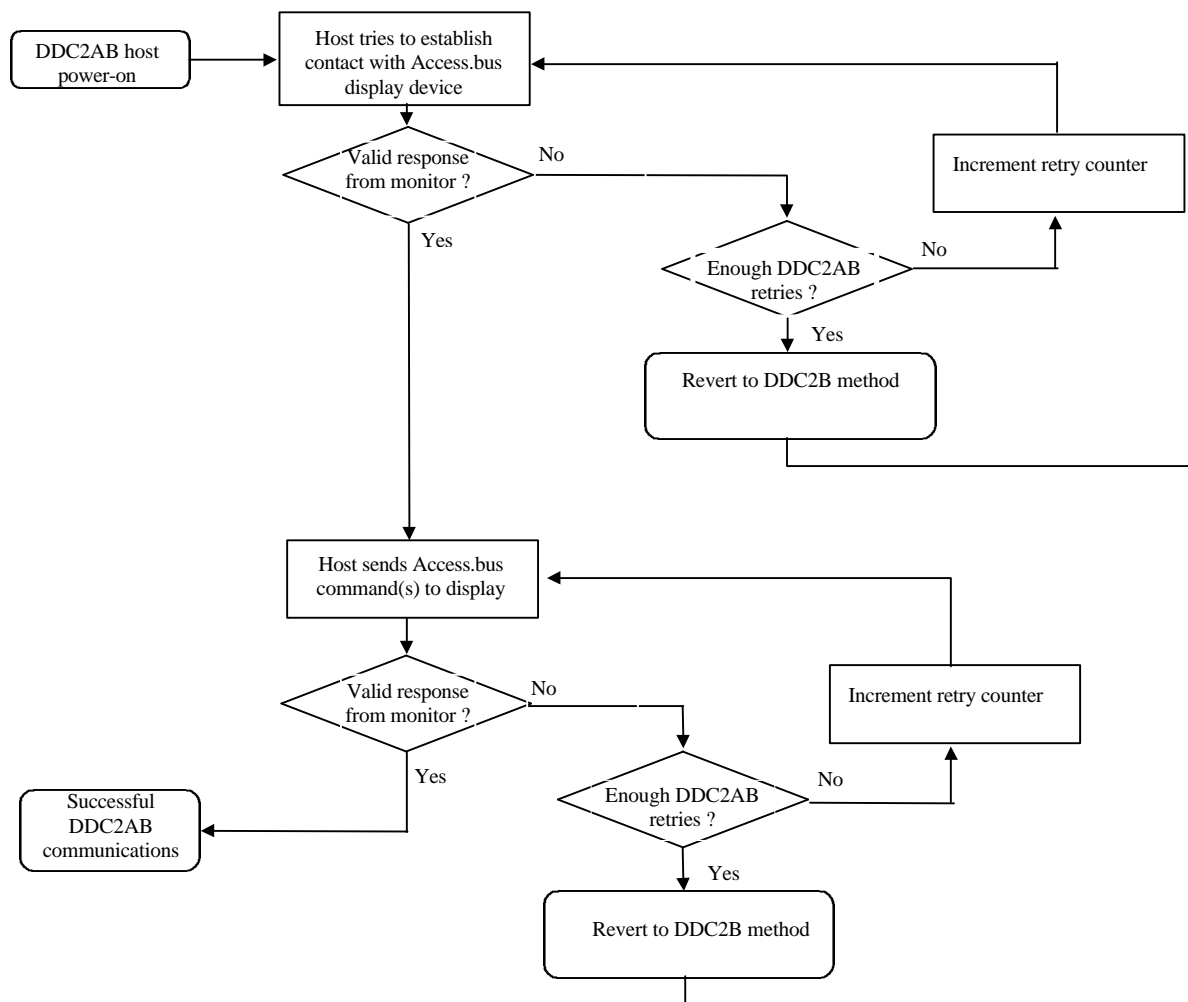 DDC2AB host
power-on
Host tries to establish
contact with Access.bus
display device
Valid response
from monitor ?
No
Yes
Increment retry counter
Enough DDC2AB
retries ?
No
Yes
Revert to DDC2B method
Host sends Access.bus
command(s) to display
Valid response
from monitor ?
No
Yes
Increment retry counter
Enough DDC2AB
retries ?
No
Yes
Successful
DDC2AB
communications
Revert to DDC2B method